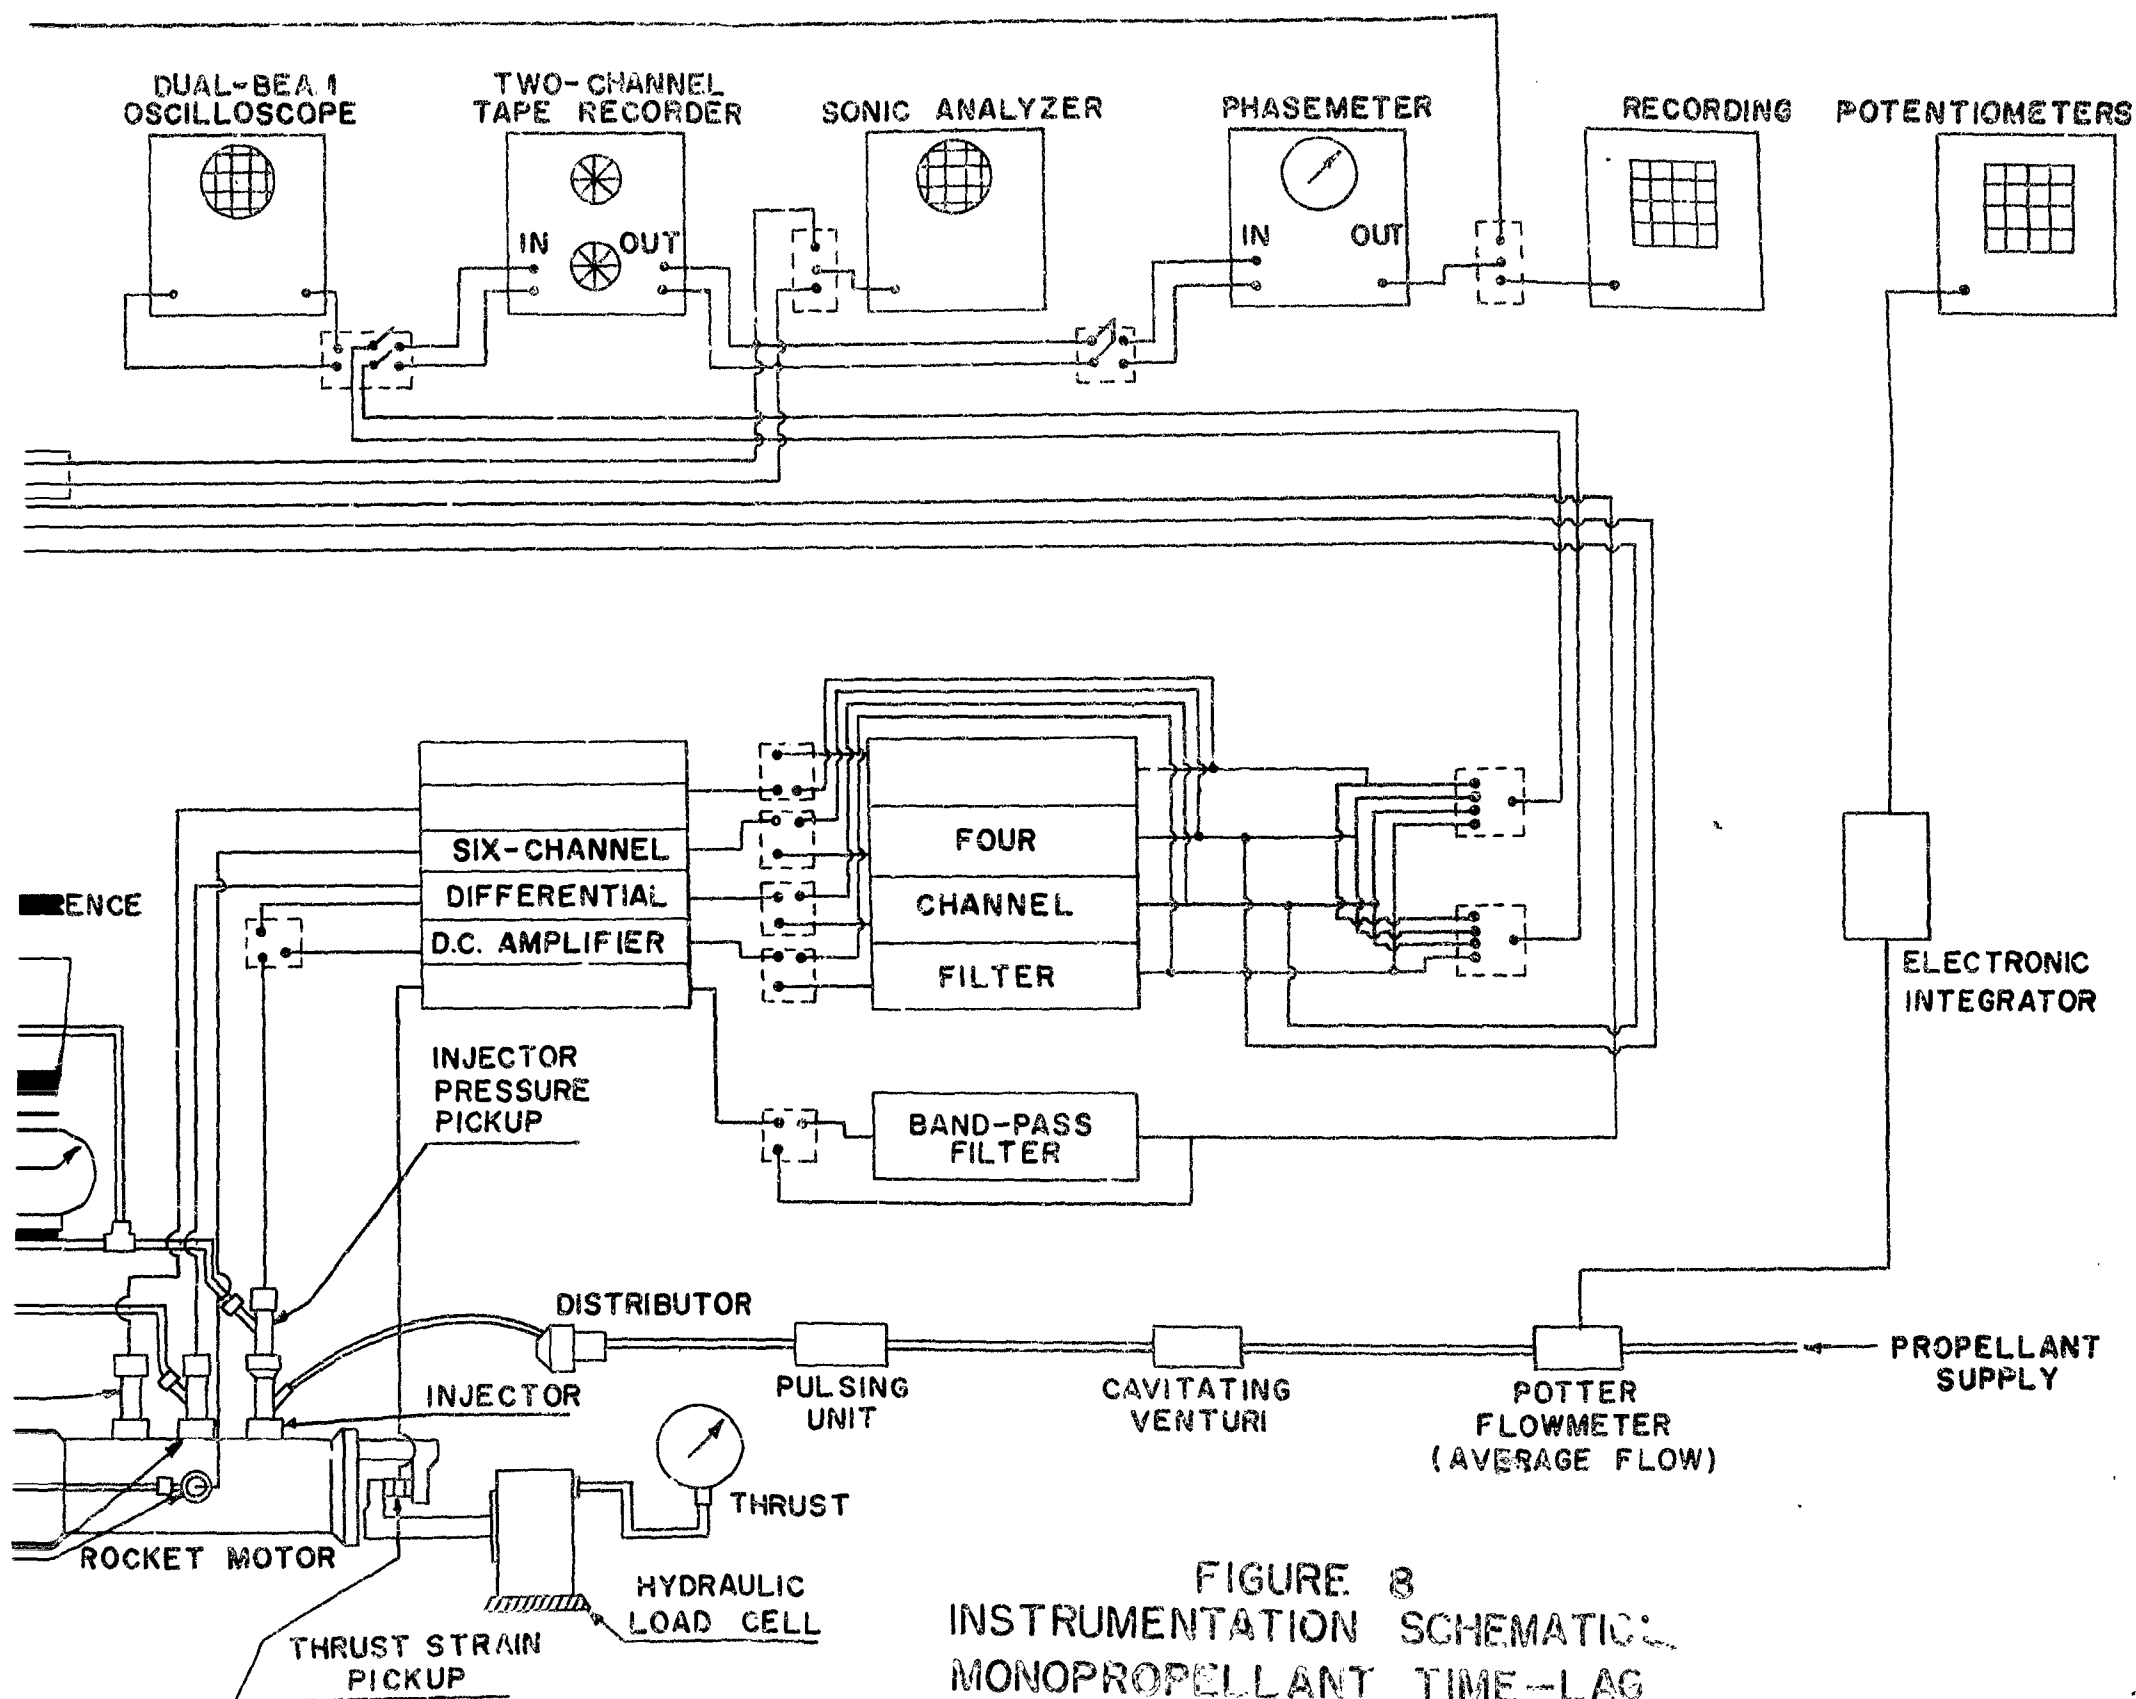 DUAL-BEA
OSCILLOSCOPE
TWO-CHANNEL
TAPE RECORDER
SONIC ANALYZER
PHASEMETER
RECORDING
POTENTIOMETERS
IN
OUT
IN
OUT
SIX-CHANNEL
DIFFERENTIAL
D.C. AMPLIFIER
FOUR
CHANNEL
FILTER
ENCE
ELECTRONIC
INTEGRATOR
INJECTOR
PRESSURE
PICKUP
BAND-PASS
FILTER
DISTRIBUTOR
PULSING
UNIT
CAVITATING
VENTURI
POTTER
FLOWMETER
(AVERAGE FLOW)
PROPELLANT
SUPPLY
INJECTOR
THRUST
ROCKET MOTOR
HYDRAULIC
LOAD CELL
THRUST STRAIN
PICKUP
FIGURE 8
INSTRUMENTATION SCHEMATIC
MONOPROPELLANT TIME-LAG